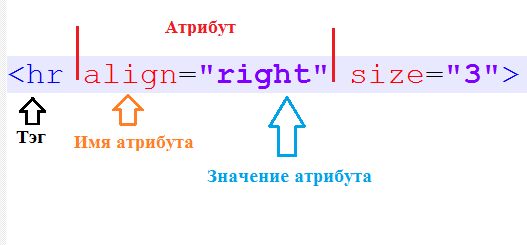 Атрибут
<hr align="right" size="3">
Тэг
Имя атрибута
Значение атрибута